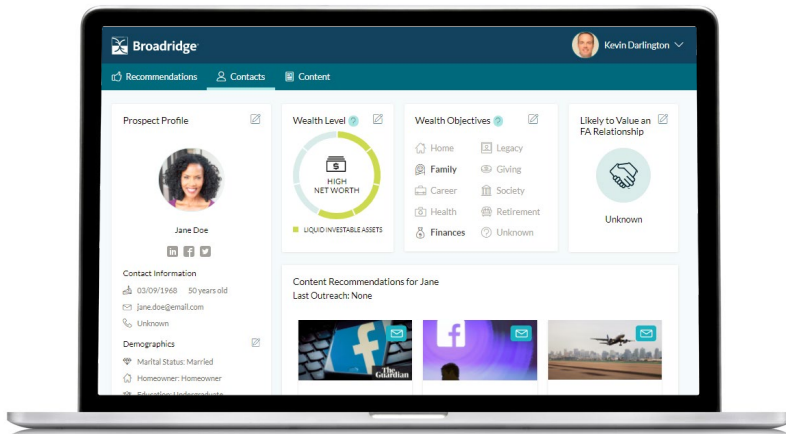 Broadridge
Kevin Darlington
Recommendations
Contacts
Content
Prospect Profile
Jane Doe
in
Contact Information
03/09/1968 50 years old
jane.doe@email.com
Unknown
Demographics
Marital Status: Married
Homeowner: Homeowner
Education: Undergraduate
Wealth Level ?
$
HIGH
NET WORTH
LIQUID INVESTABLE ASSETS
Wealth Objectives ?
Home Legacy
Family Giving
Career Society
Health Retirement
Finances Unknown
Likely to Value an
FA Relationship
Unknown
Content Recommendations for Jane
Last Outreach: None
The
Guardian